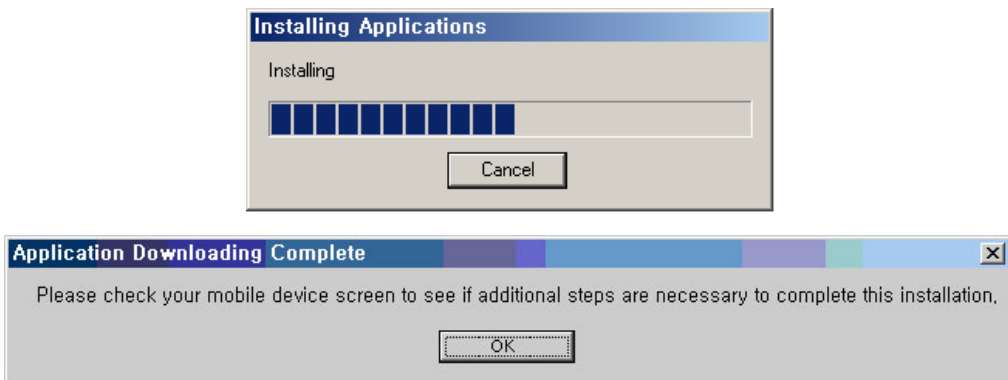 Installing Applications
Installing
Cancel
Application Downloading Complete
Please check your mobile device screen to see if additional steps are necessary to complete this installation,
OK